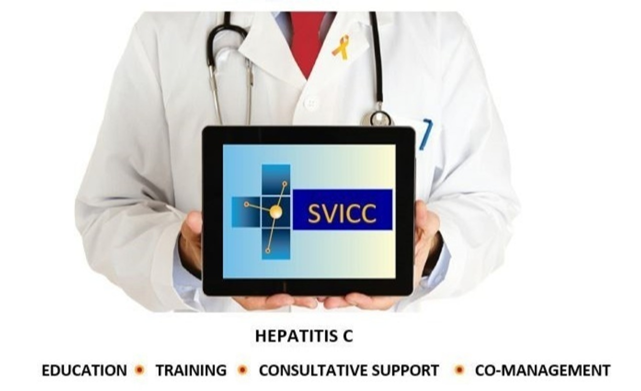 SVICC
HEPATITIS C
EDUCATION • TRAINING • CONSULTATIVE SUPPORT • CO-MANAGEMENT